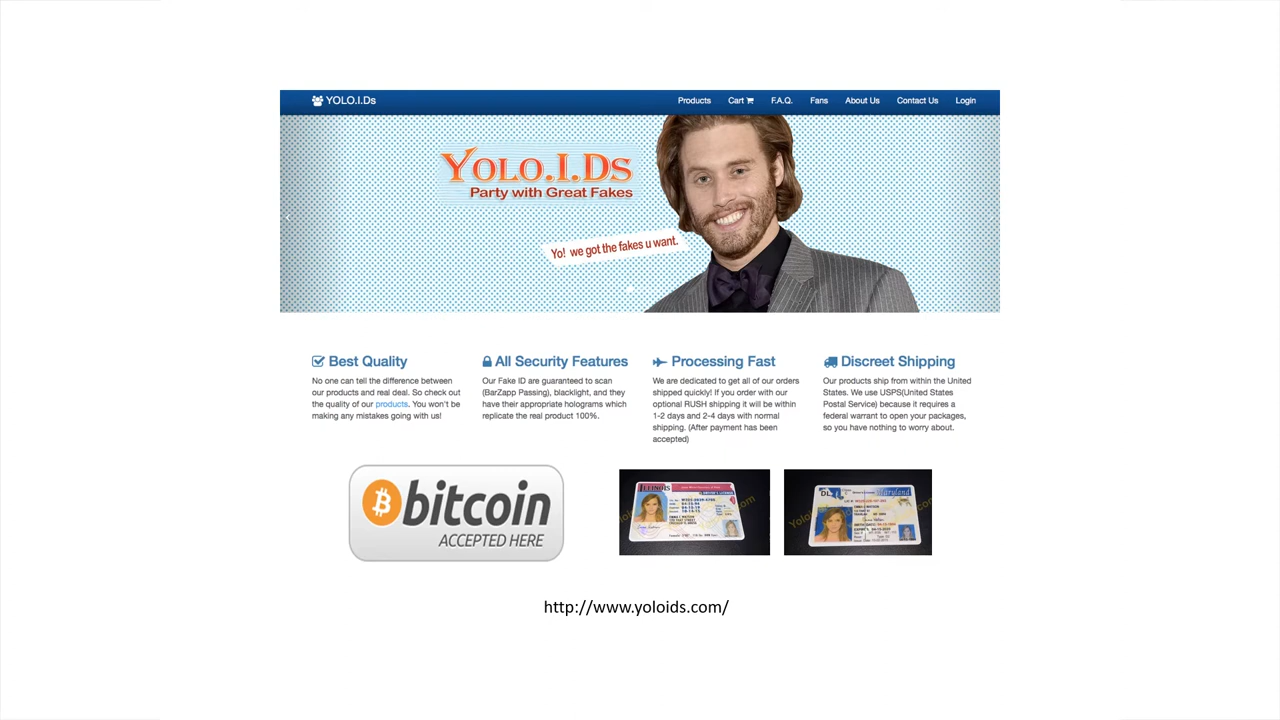 YOLO.I.Ds
Products Cart F.A.Q. Fans About Us Contact Us Login
YOLO.I.DS
Party with Great Fakes
Yo! we got the fakes u want.
Best Quality
No one can tell the difference between
our products and real deal. So check out
the quality of our products. You won't be
making any mistakes going with us!
All Security Features
Our Fake ID are guaranteed to scan
(BarZapp Passing), blacklight, and they
have their appropriate holograms which
replicate the real product 100%.
Processing Fast
We are dedicated to get all of our orders
shipped quickly! If you order with our
optional RUSH shipping it will be within
1-2 days and 2-4 days with normal
shipping. (After payment has been
accepted)
Discreet Shipping
Our products ship from within the United
States. We use USPS(United States
Postal Service) because it requires a
federal warrant to open your packages,
so you have nothing to worry about.
bitcoin
ACCEPTED HERE
ILLINOIS
Maryland
http://www.yoloids.com/